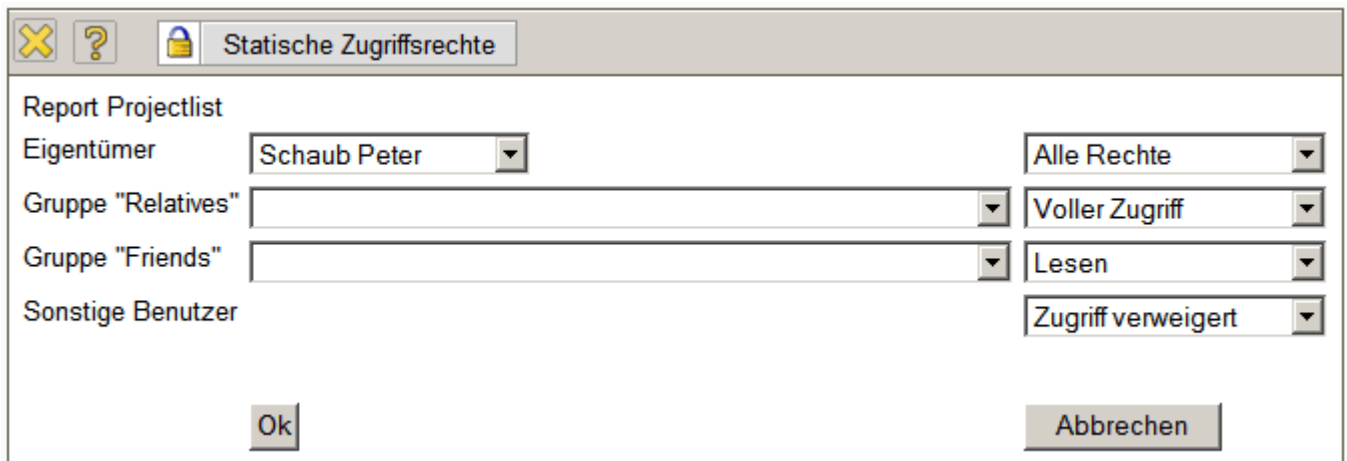 Statische Zugriffsrechte
Report Projectlist
Eigentümer Schaub Peter Alle Rechte
Gruppe "Relatives" Voller Zugriff
Gruppe "Friends" Lesen
Sonstige Benutzer Zugriff verweigert
Ok Abbrechen